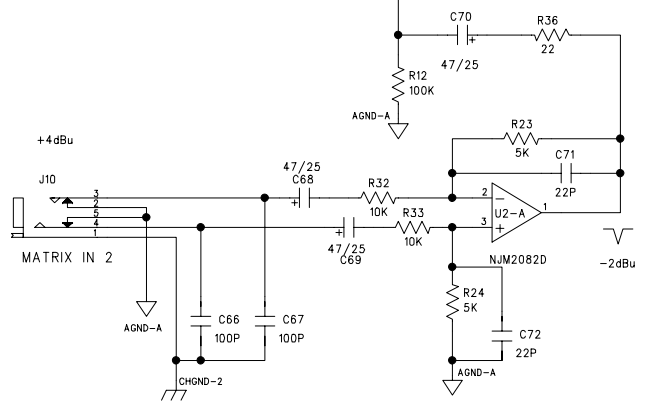 C70
R36
+
47/25
22
R12
100K
AGND-A
R23
5K
C71
22P
+4dBu
J10
47/25
C68
+
R32
10K
3
2
5
4
1
+
47/25
C69
R33
10K
2
-
U2-A
1
3
+
NJM2082D
-2dBu
MATRIX IN 2
AGND-A
C66
100P
C67
100P
R24
5K
C72
22P
CHGND-2
AGND-A